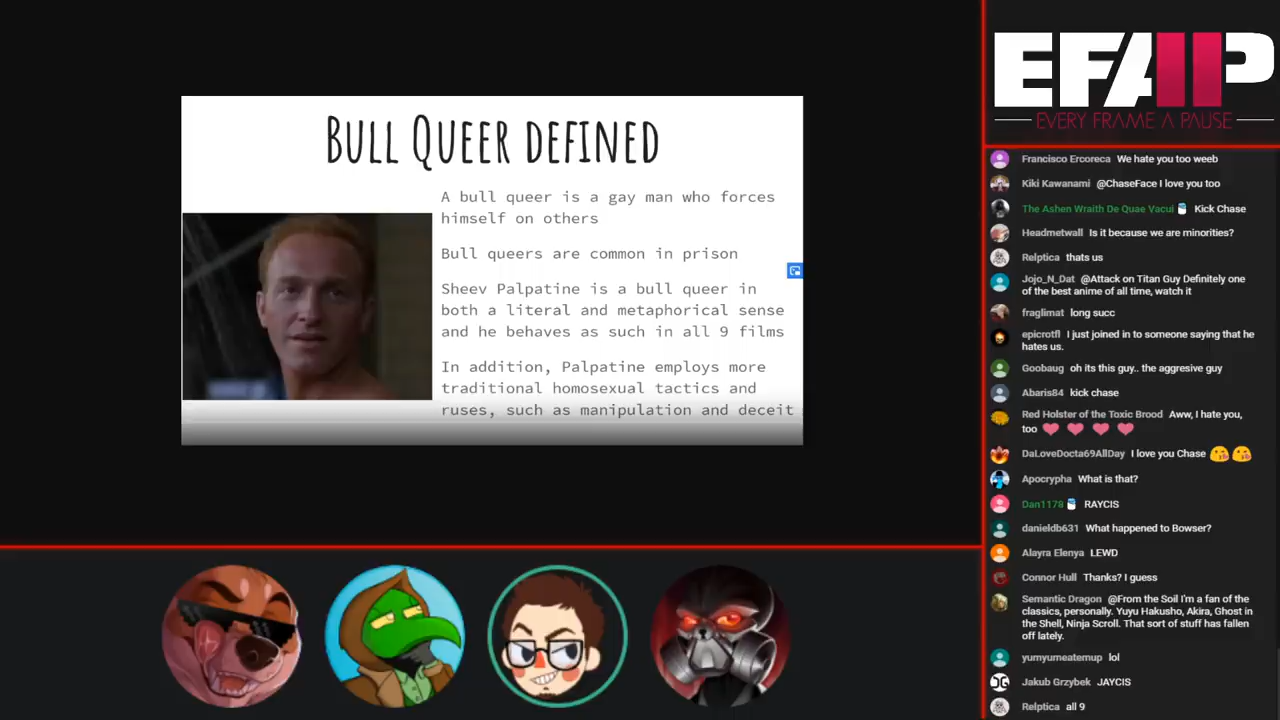 BULL QUEER DEFINED
A bull queer is a gay man who forces
himself on others
Bull queers are common in prison
Sheev Palpatine is a bull queer in
both a literal and metaphorical sense
and he behaves as such in all 9 films
In addition, Palpatine employs more
traditional homosexual tactics and
ruses, such as manipulation and deceit
EFAP
EVERY FRAME A PAUSE
Francisco Ercoreca We hate you too weeb
Kiki Kawanami @ChaseFace I love you too
The Ashen Wraith De Quae Vacui Kick Chase
Headmetwall Is it because we are minorities?
Relptica thats us
Jojo_N_Dat @Attack on Titan Guy Definitely one
of the best anime of all time, watch it
fraglimat long succ
epicrotfl I just joined in to someone saying that he
hates us.
Goobaug oh its this guy.. the aggresive guy
Abaris84 kick chase
Red Holster of the Toxic Brood Aww, I hate you,
too
DaLoveDocta69AllDay I love you Chase
Apocrypha What is that?
Dan1178 RAYCIS
danieldb631 What happened to Bowser?
Alayra Elenya LEWD
Connor Hull Thanks? I guess
Semantic Dragon @From the Soil I'm a fan of the
classics, personally. Yuyu Hakusho, Akira, Ghost in
the Shell, Ninja Scroll. That sort of stuff has fallen
off lately.
yumyumeatemup lol
Jakub Grzybek JAYCIS
Relptica all 9